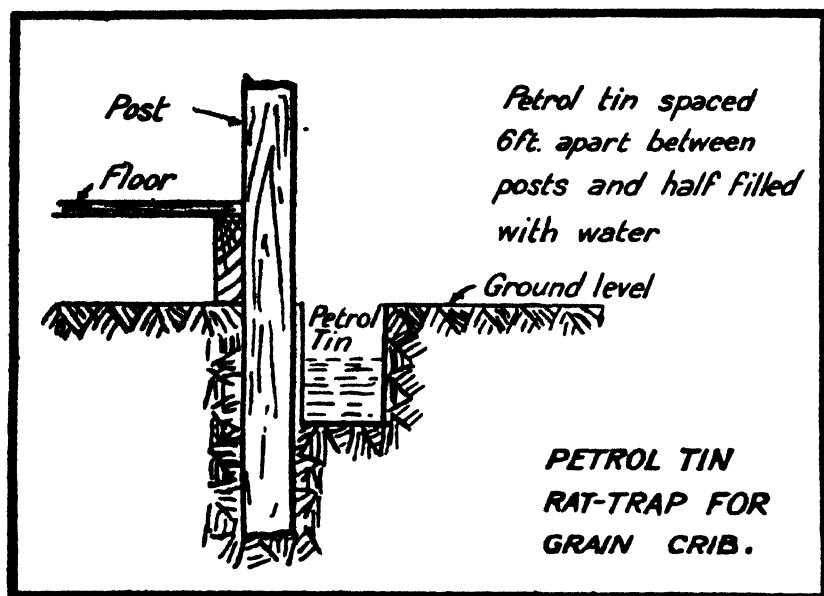 Post
Floor
Petrol tin spaced
6ft. apart between
posts and half filled
with water
Ground level
Petrol
Tin
PETROL TIN
RAT-TRAP FOR
GRAIN CRIB.